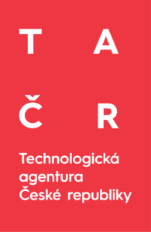 T A
Č R
Technologická
agentura
České republiky